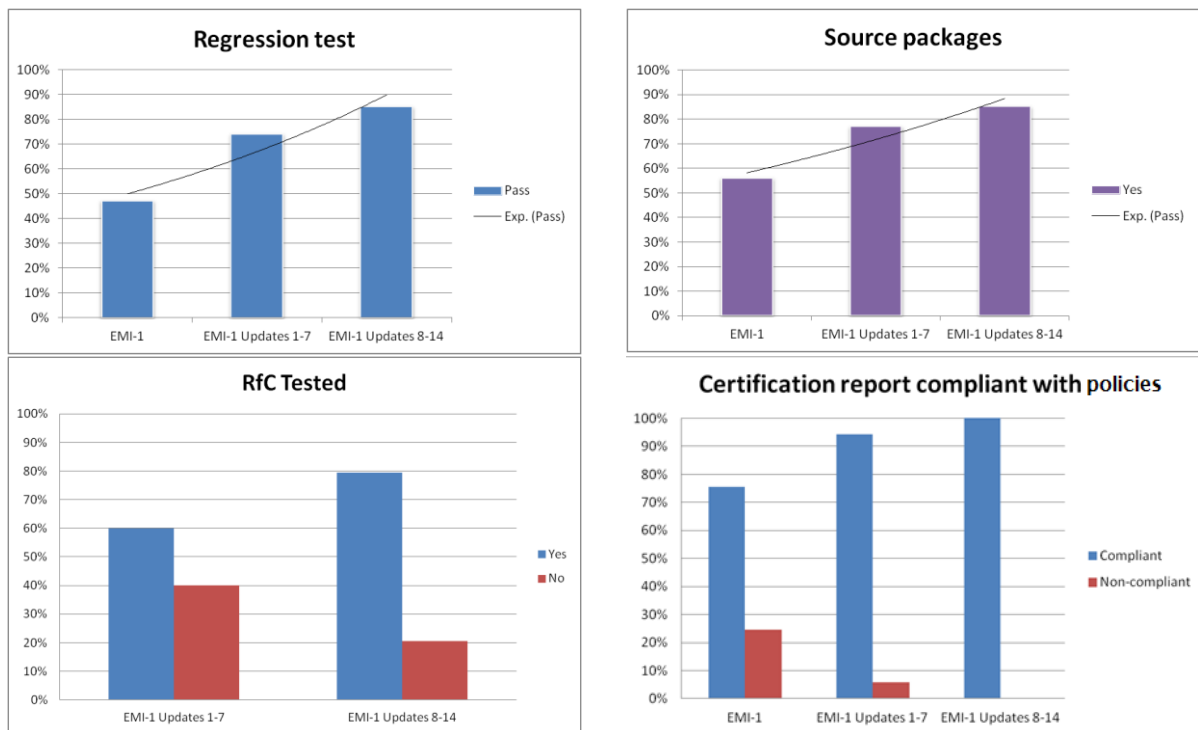 Regression test
100%
90%
80%
70%
60%
50%
40%
30%
20%
10%
0%
EMI-1 EMI-1 Updates 1-7 EMI-1 Updates 8-14
Pass
Exp. (Pass)
Source packages
100%
90%
80%
70%
60%
50%
40%
30%
20%
10%
0%
EMI-1 EMI-1 Updates 1-7 EMI-1 Updates 8-14
Yes
Exp. (Pass)
RfC Tested
100%
90%
80%
70%
60%
50%
40%
30%
20%
10%
0%
EMI-1 Updates 1-7 EMI-1 Updates 8-14
Yes
No
Certification report compliant with policies
100%
90%
80%
70%
60%
50%
40%
30%
20%
10%
0%
EMI-1 EMI-1 Updates 1-7 EMI-1 Updates 8-14
Compliant
Non-compliant